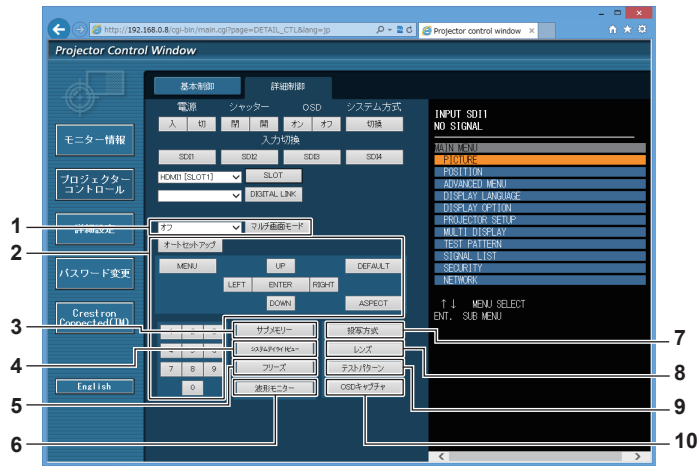 http://192.168.0.8/cgi-bin/main.cgi?page=DETAIL_CTL&lang=jp
Projector control window
Projector Control Window
基本制御 詳細制御
電源 シャッター OSD システム方式
入 切 閉 開 オン オフ 切換
入力切換
SDI1 SDI2 SDI3 SDI4
HDMI1 [SLOT1] SLOT
DIGITAL LINK
オフ マルチ画面モード
オートセットアップ
MENU UP DEFAULT
LEFT ENTER RIGHT
DOWN ASPECT
1 2 3 サブメモリー 投写方式
4 5 6 システムデイライトビュー レンズ
7 8 9 フリーズ テストパターン
0 波形モニター OSDキャプチャ
モニター情報
プロジェクター
コントロール
詳細設定
パスワード変更
Crestron
Connected(TM)
English
INPUT SDI1
NO SIGNAL
MAIN MENU
PICTURE
POSITION
ADVANCED MENU
DISPLAY LANGUAGE
DISPLAY OPTION
PROJECTOR SETUP
MULTI DISPLAY
TEST PATTERN
SIGNAL LIST
SECURITY
NETWORK
↑↓ MENU SELECT
ENT. SUB MENU
1
2
3
4
5
6
7
8
9
10